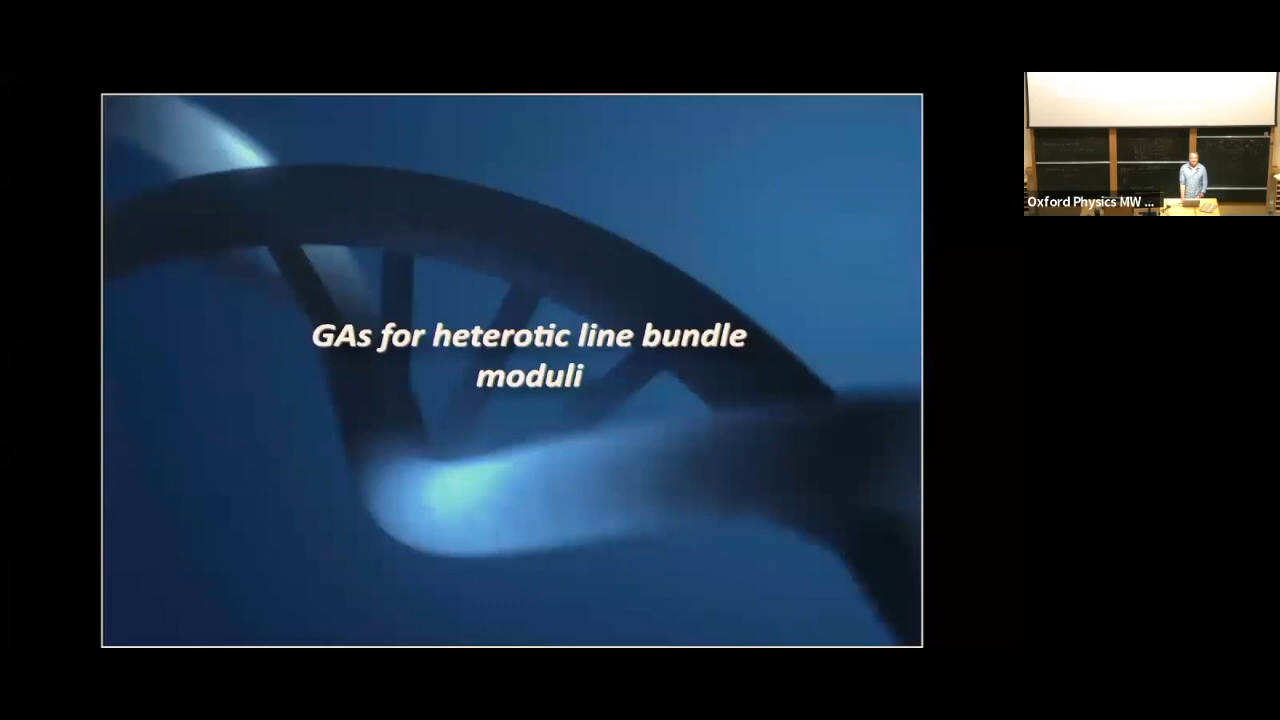 GAs for heterotic line bundle
moduli
Oxford Physics MW ...